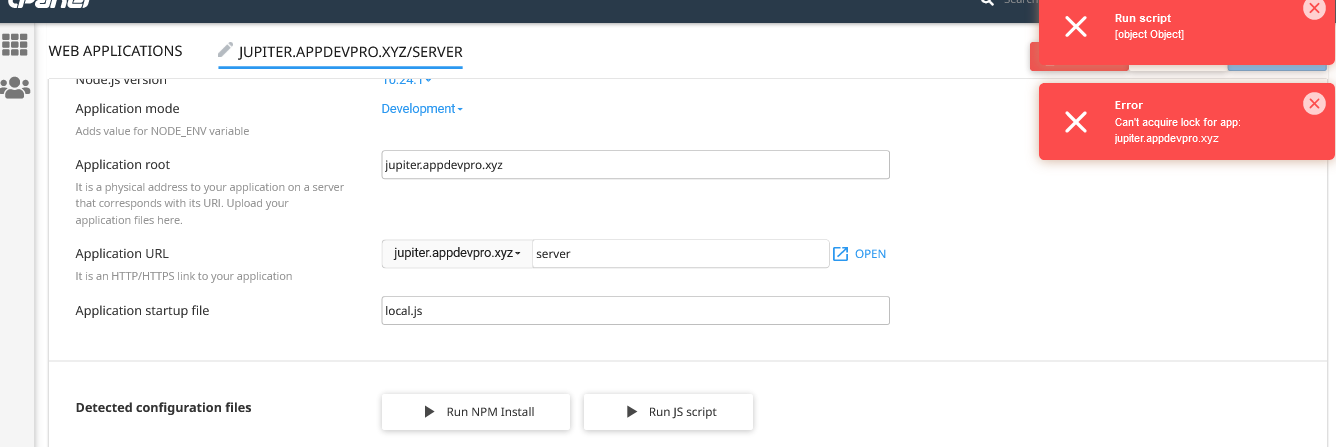 cPanel
Search
WEB APPLICATIONS
JUPITER.APPDEVPRO.XYZ/SERVER
Run script
[object Object]
Error
Can't acquire lock for app:
jupiter.appdevpro.xyz
Node.js version
16.24.1
Application mode
Development
Adds value for NODE_ENV variable
Application root
jupiter.appdevpro.xyz
It is a physical address to your application on a server
that corresponds with its URI. Upload your
application files here.
Application URL
jupiter.appdevpro.xyz
server
OPEN
It is an HTTP/HTTPS link to your application
Application startup file
local.js
Detected configuration files
Run NPM Install
Run JS script